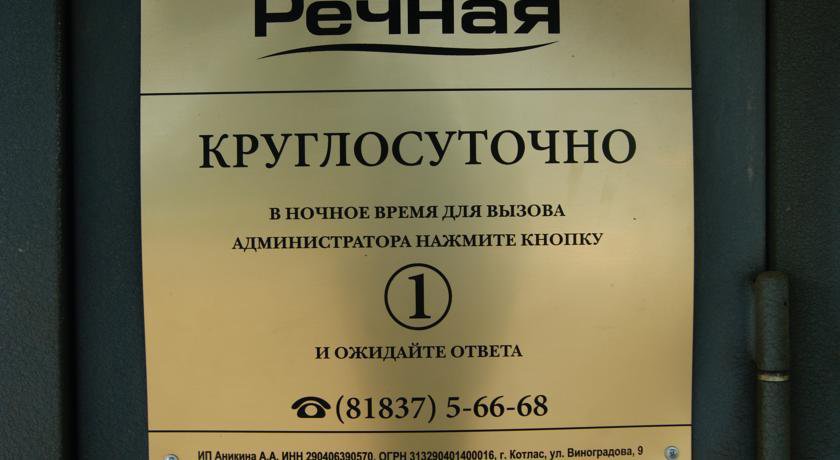 Речная
КРУГЛОСУТОЧНО
В НОЧНОЕ ВРЕМЯ ДЛЯ ВЫЗОВА
АДМИНИСТРАТОРА НАЖМИТЕ КНОПКУ
1
И ОЖИДАЙТЕ ОТВЕТА
☎(81837) 5-66-68
ИП Аникина А.А. ИНН 290406390570, ОГРН 313290401400016, г. Котлас, ул. Виноградова, 9